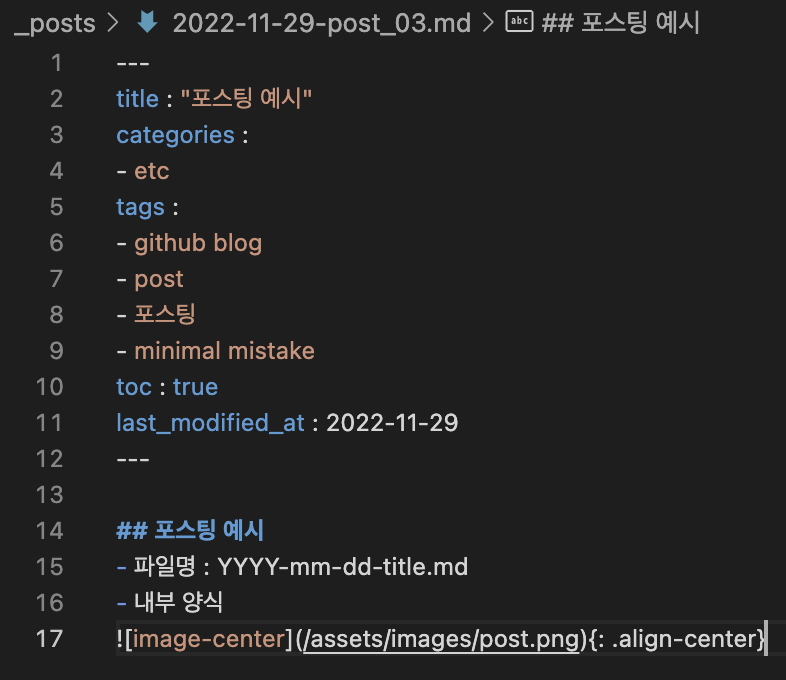 _posts > 2022-11-29-post_03.md > abc ## 포스팅 예시
1 ---
2 title : "포스팅 예시"
3 categories :
4 - etc
5 tags :
6 - github blog
7 - post
8 - 포스팅
9 - minimal mistake
10 toc : true
11 last_modified_at : 2022-11-29
12 ---
13
14 ## 포스팅 예시
15 - 파일명 : YYYY-mm-dd-title.md
16 - 내부 양식
17 ![image-center](/assets/images/post.png){: .align-center}